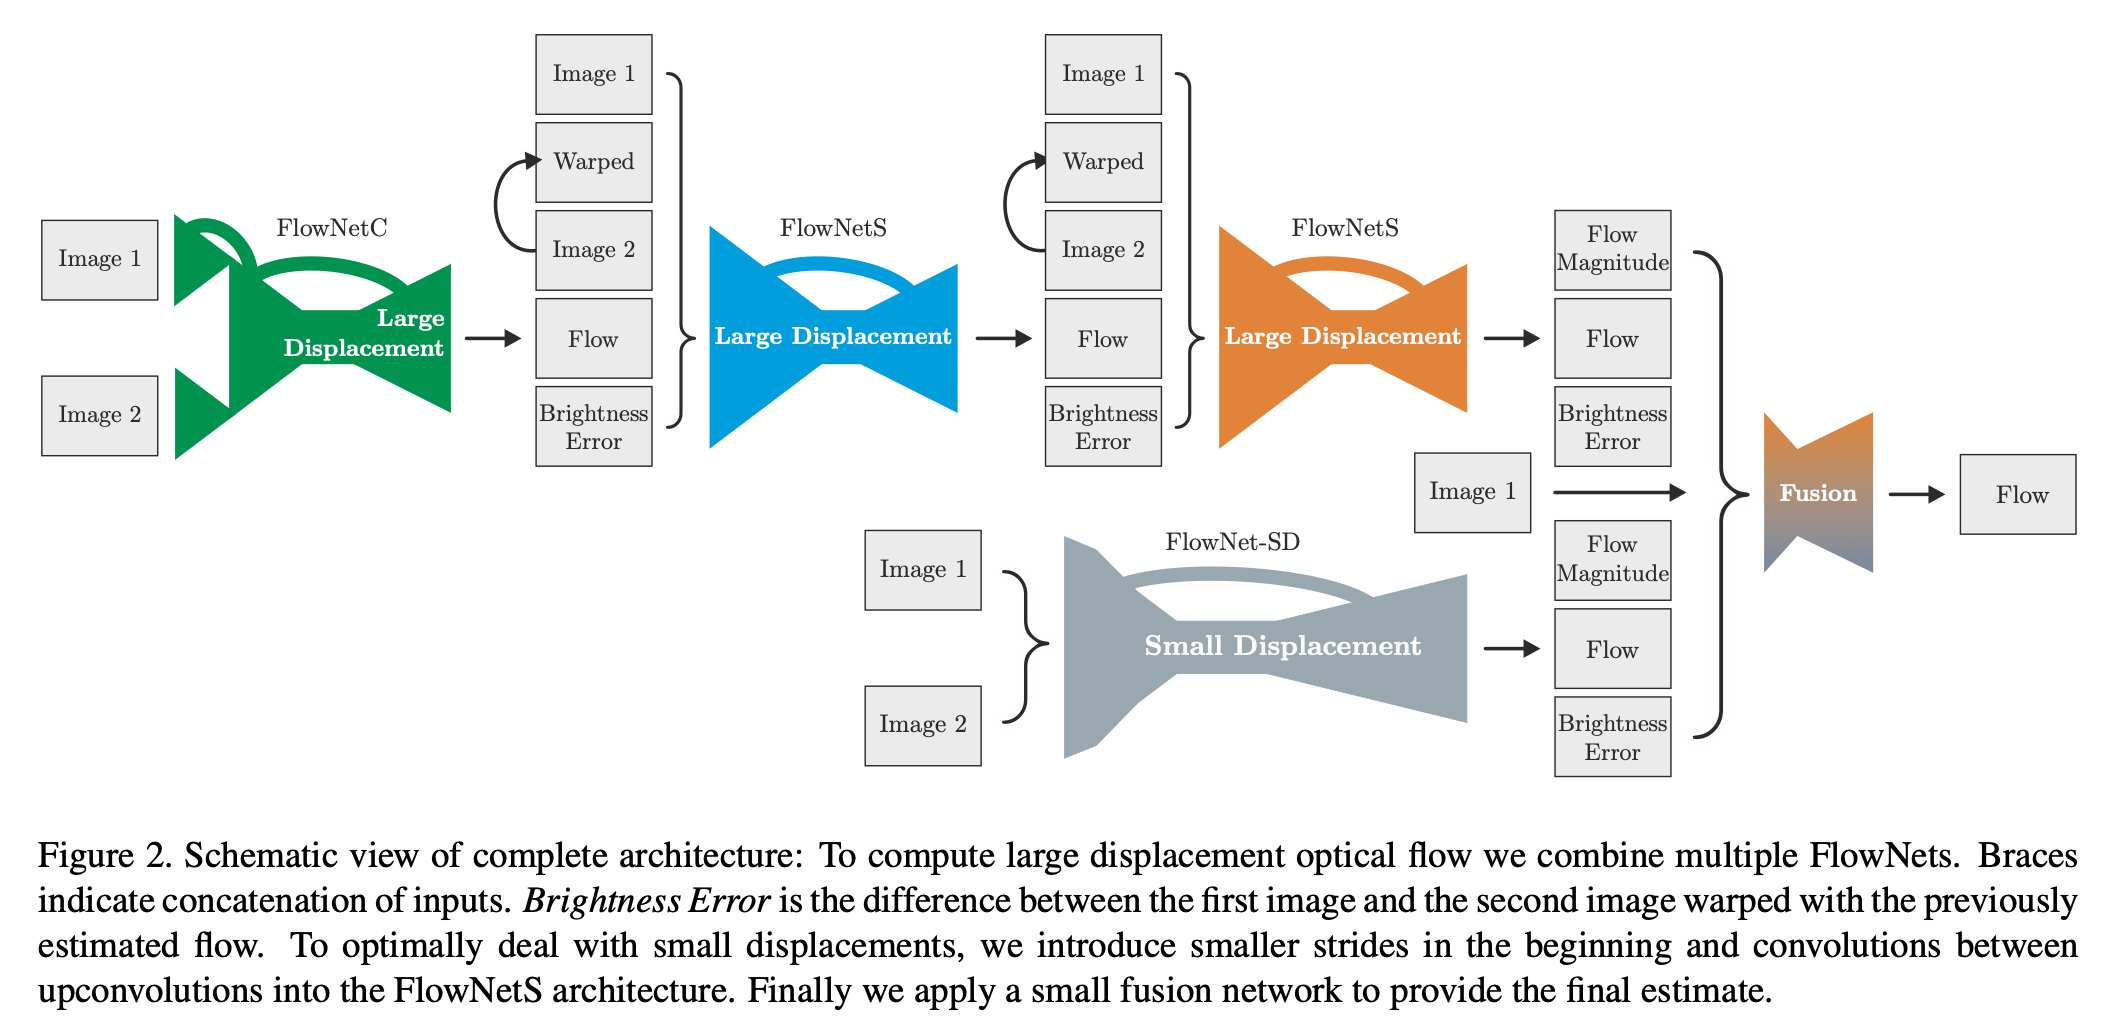 Image 1
Image 2
FlowNetC
Large
Displacement
Image 1
Warped
Image 2
Flow
Brightness
Error
FlowNetS
Large Displacement
Image 1
Warped
Image 2
Flow
Brightness
Error
FlowNetS
Large Displacement
Flow
Magnitude
Flow
Brightness
Error
Image 1
Image 1
Image 2
FlowNet-SD
Small Displacement
Flow
Magnitude
Flow
Brightness
Error
Fusion
Flow
Figure 2. Schematic view of complete architecture: To compute large displacement optical flow we combine multiple FlowNets. Braces
indicate concatenation of inputs. Brightness Error is the difference between the first image and the second image warped with the previously
estimated flow. To optimally deal with small displacements, we introduce smaller strides in the beginning and convolutions between
upconvolutions into the FlowNetS architecture. Finally we apply a small fusion network to provide the final estimate.